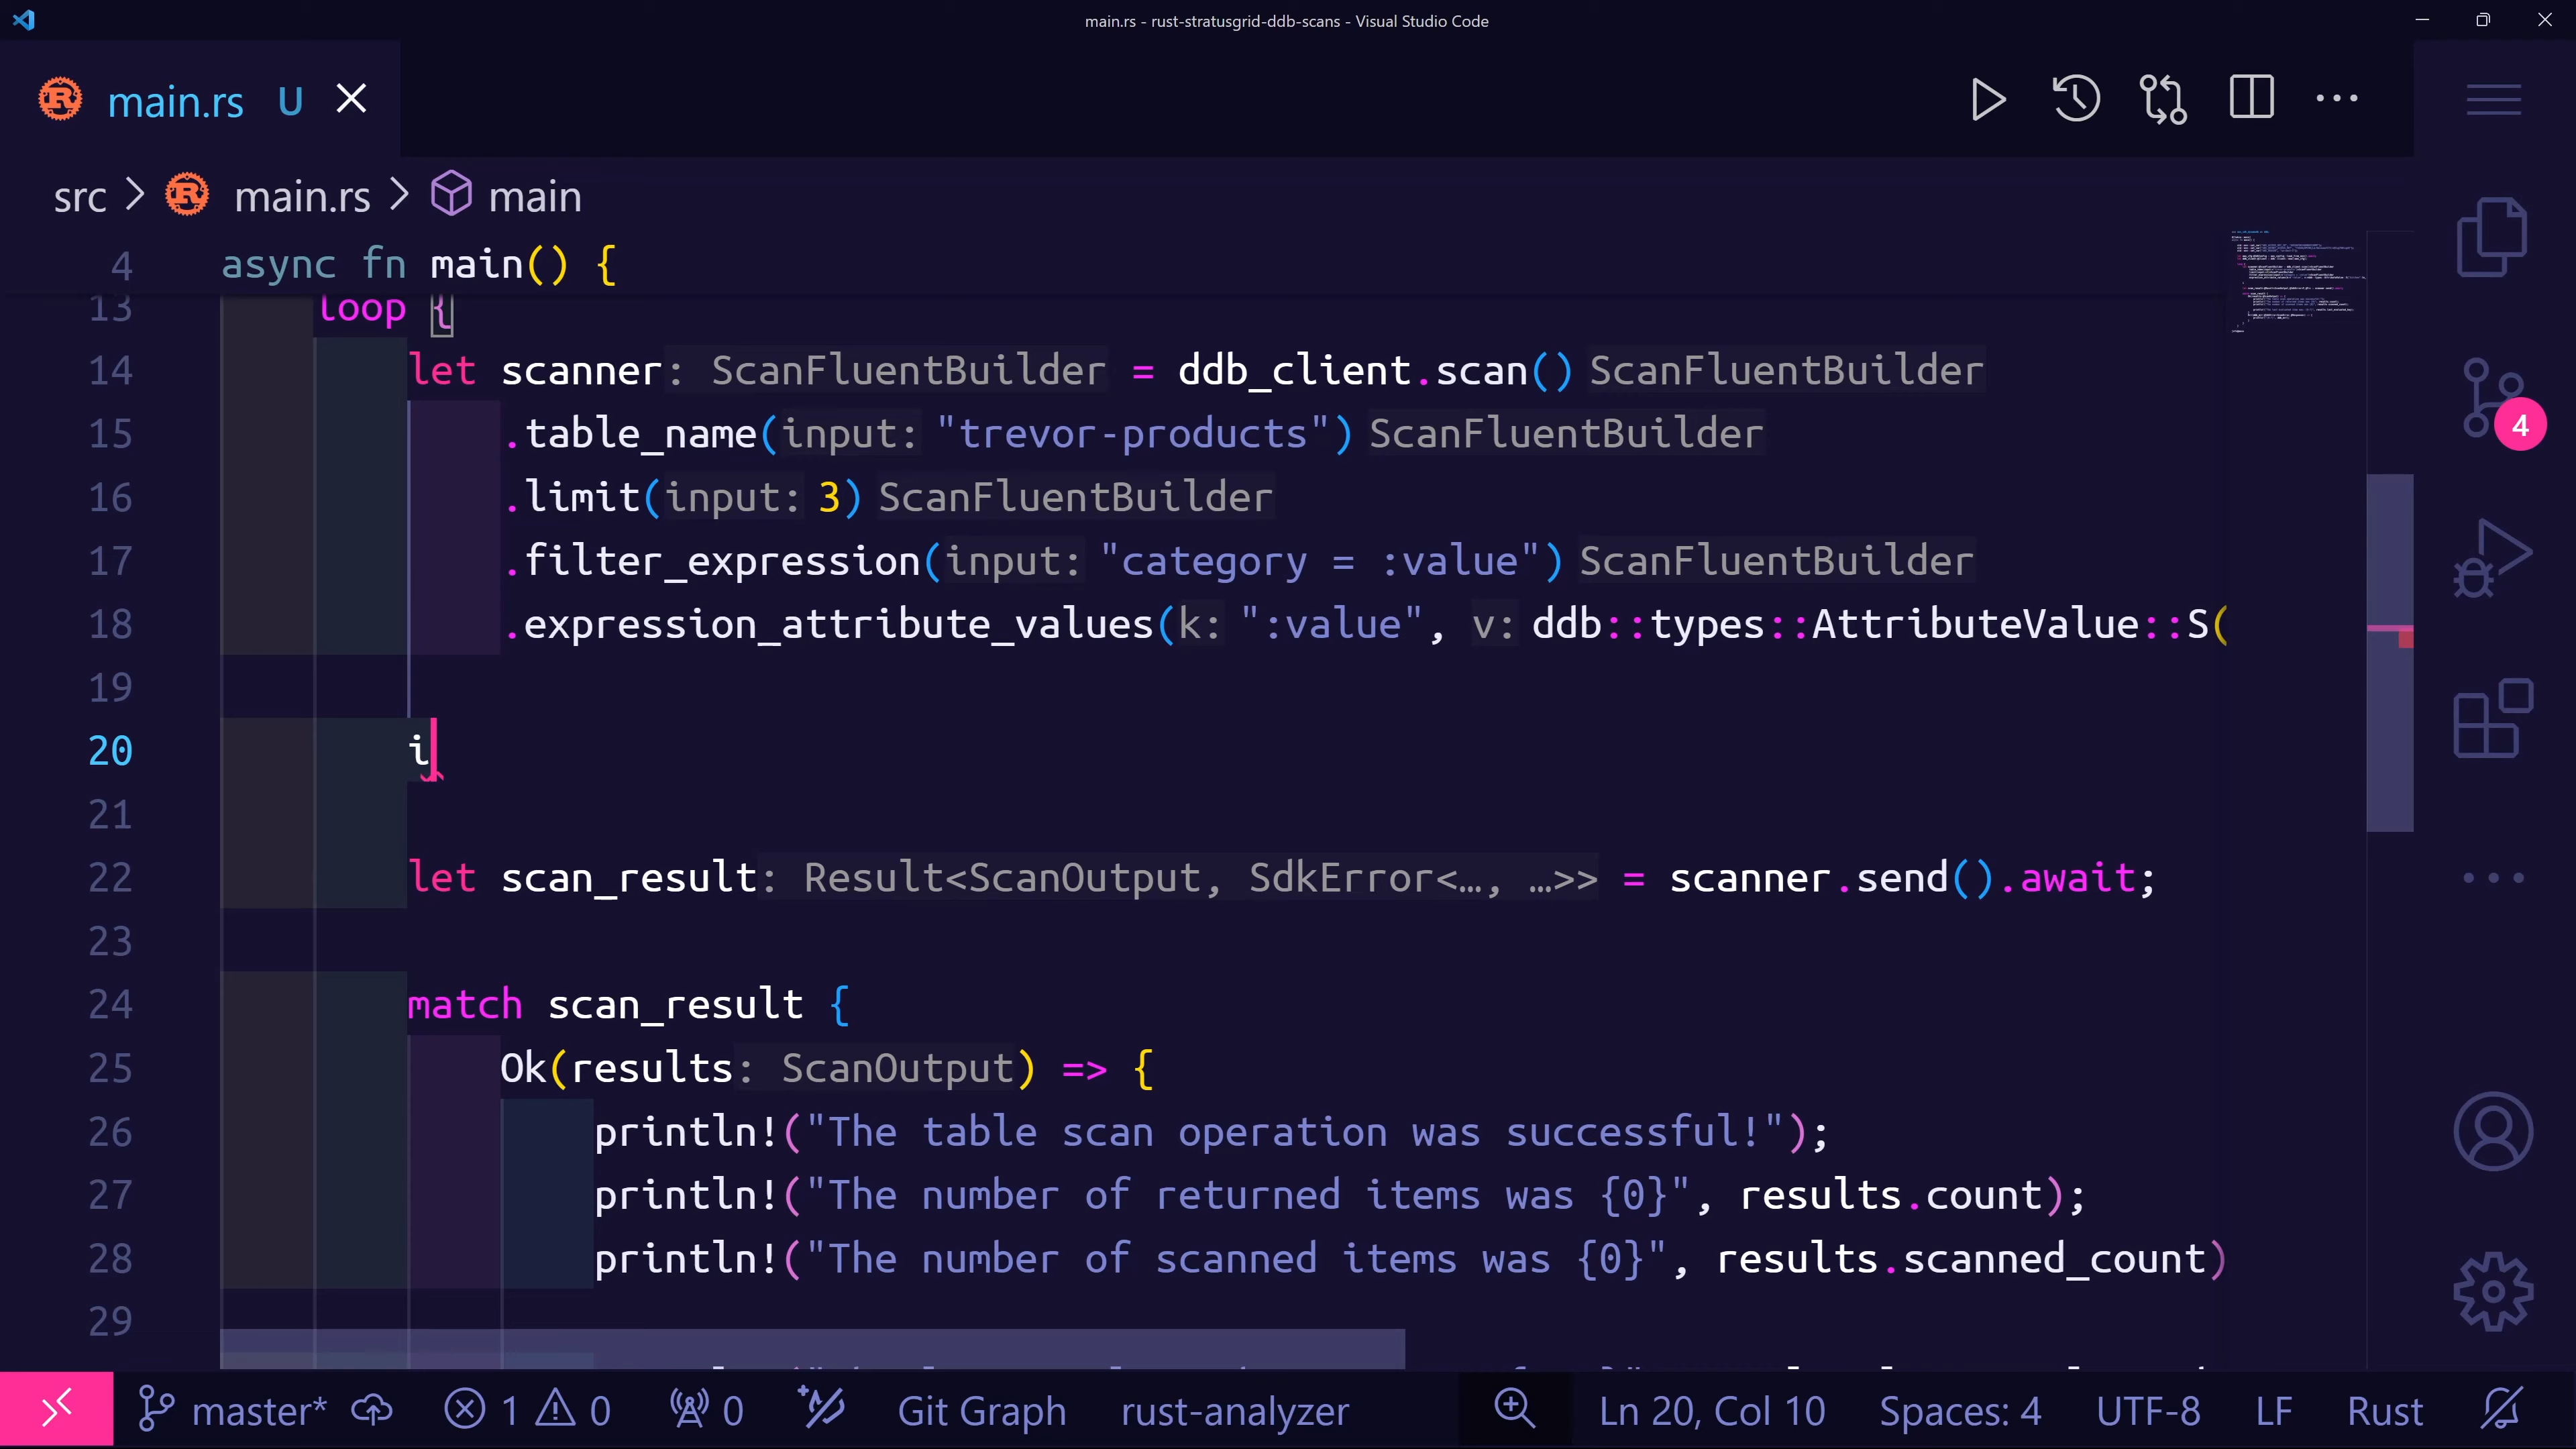 main.rs - rust-stratusgrid-ddb-scans - Visual Studio Code
main.rs U
src > main.rs > main
4 async fn main() {
13 loop {
14 let scanner: ScanFluentBuilder = ddb_client.scan() ScanFluentBuilder
15 .table_name(input: "trevor-products") ScanFluentBuilder
16 .limit(input: 3) ScanFluentBuilder
17 .filter_expression(input: "category = :value") ScanFluentBuilder
18 .expression_attribute_values(k: ":value", v: ddb::types::AttributeValue::S(
19
20 i
21
22 let scan_result: Result<ScanOutput, SdkError<…, …>> = scanner.send().await;
23
24 match scan_result {
25 Ok(results: ScanOutput) => {
26 println!("The table scan operation was successful!");
27 println!("The number of returned items was {0}", results.count);
28 println!("The number of scanned items was {0}", results.scanned_count)
29
4
master* 1 0 0 Git Graph rust-analyzer Ln 20, Col 10 Spaces: 4 UTF-8 LF Rust